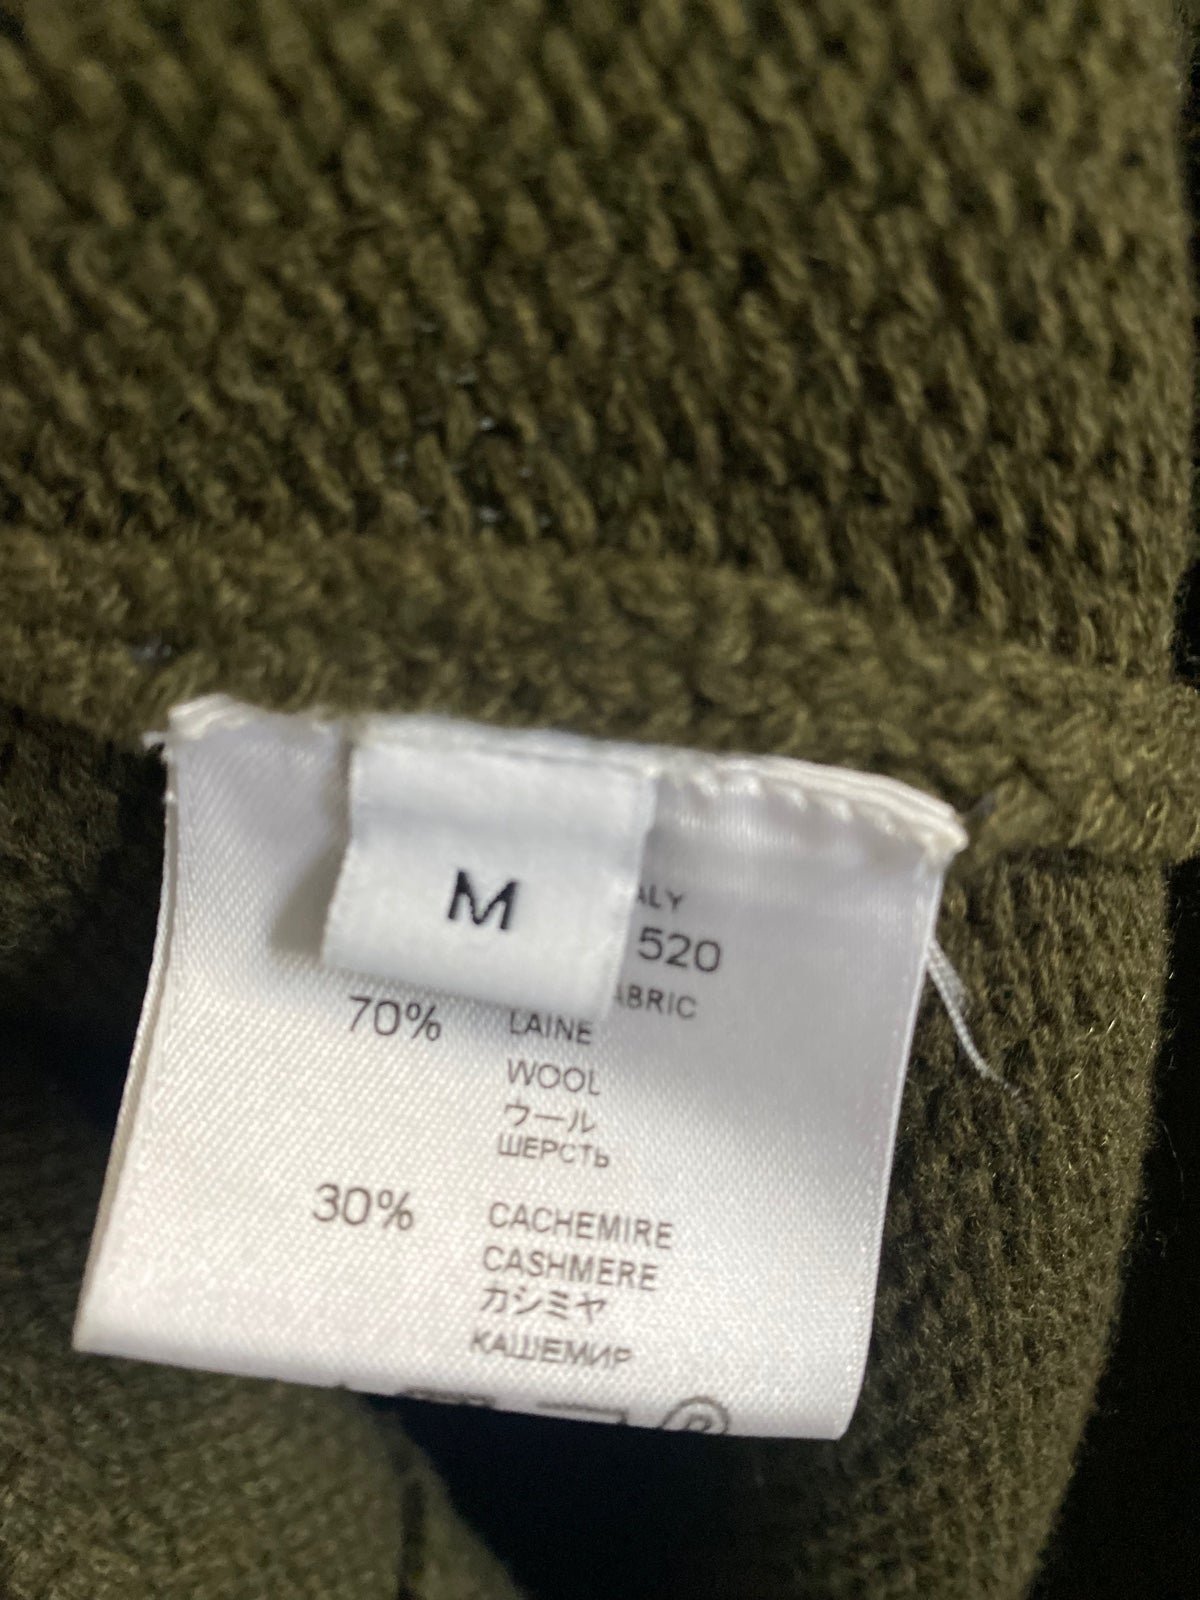 M
ALY
520
ABRIC
70% LAINE
WOOL
ウール
ШЕРСТЬ
30% CACHEMIRE
CASHMERE
カシミヤ
КАШЕМИР